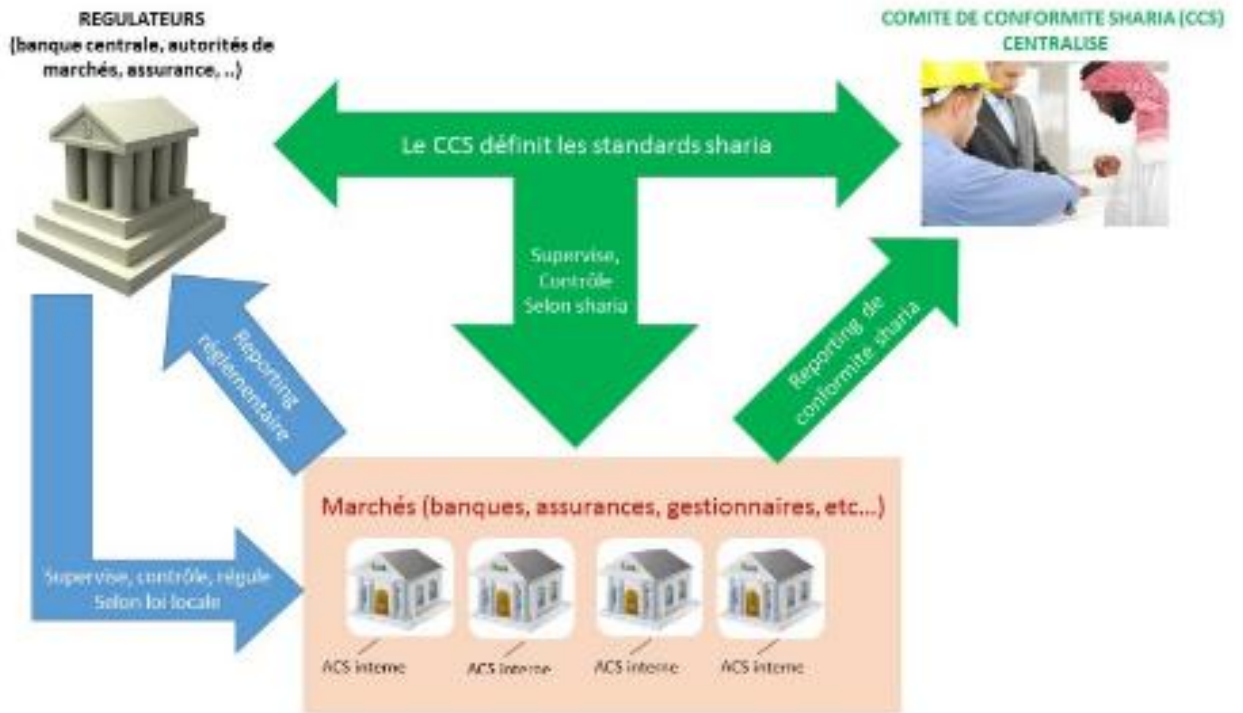 REGULATEURS
(banque centrale, autorités de
marchés, assurance, ..)
COMITE DE CONFORMITE SHARIA (CCS)
CENTRALISE
Le CCS définit les standards sharia
Supervise,
Contrôle
Selon sharia
Reporting
réglementaire
Reporting de
conformite sharia
Marchés (banques, assurances, gestionnaires, etc...)
Supervise, contrôle, régule
Selon loi locale
ACS interne
ACS interne
ACS interne
ACS interne